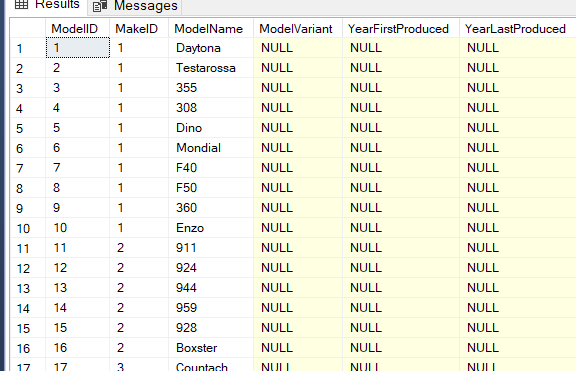 Results Messages
ModelID MakeID ModelName ModelVariant YearFirstProduced YearLastProduced
1 1 1 Daytona NULL NULL NULL
2 2 1 Testarossa NULL NULL NULL
3 3 1 355 NULL NULL NULL
4 4 1 308 NULL NULL NULL
5 5 1 Dino NULL NULL NULL
6 6 1 Mondial NULL NULL NULL
7 7 1 F40 NULL NULL NULL
8 8 1 F50 NULL NULL NULL
9 9 1 360 NULL NULL NULL
10 10 1 Enzo NULL NULL NULL
11 11 2 911 NULL NULL NULL
12 12 2 924 NULL NULL NULL
13 13 2 944 NULL NULL NULL
14 14 2 959 NULL NULL NULL
15 15 2 928 NULL NULL NULL
16 16 2 Boxster NULL NULL NULL
17 17 3 Countach NULL NULL NULL